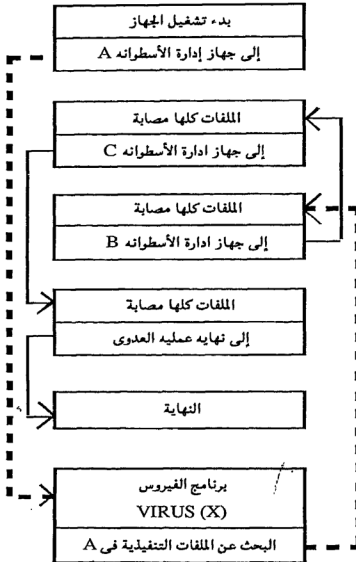 بدء تشغيل الجهاز
إلى جهاز إدارة الأسطوانه A
الملفات كلها مصابة
إلى جهاز ادارة الأسطوانه C
الملفات كلها مصابة
إلى جهاز ادارة الأسطوانه B
الملفات كلها مصابة
إلى نهايه عمليه العدوى
النهاية
برنامج الفيروس
VIRUS (X)
البحث عن الملفات التنفيذية فى A